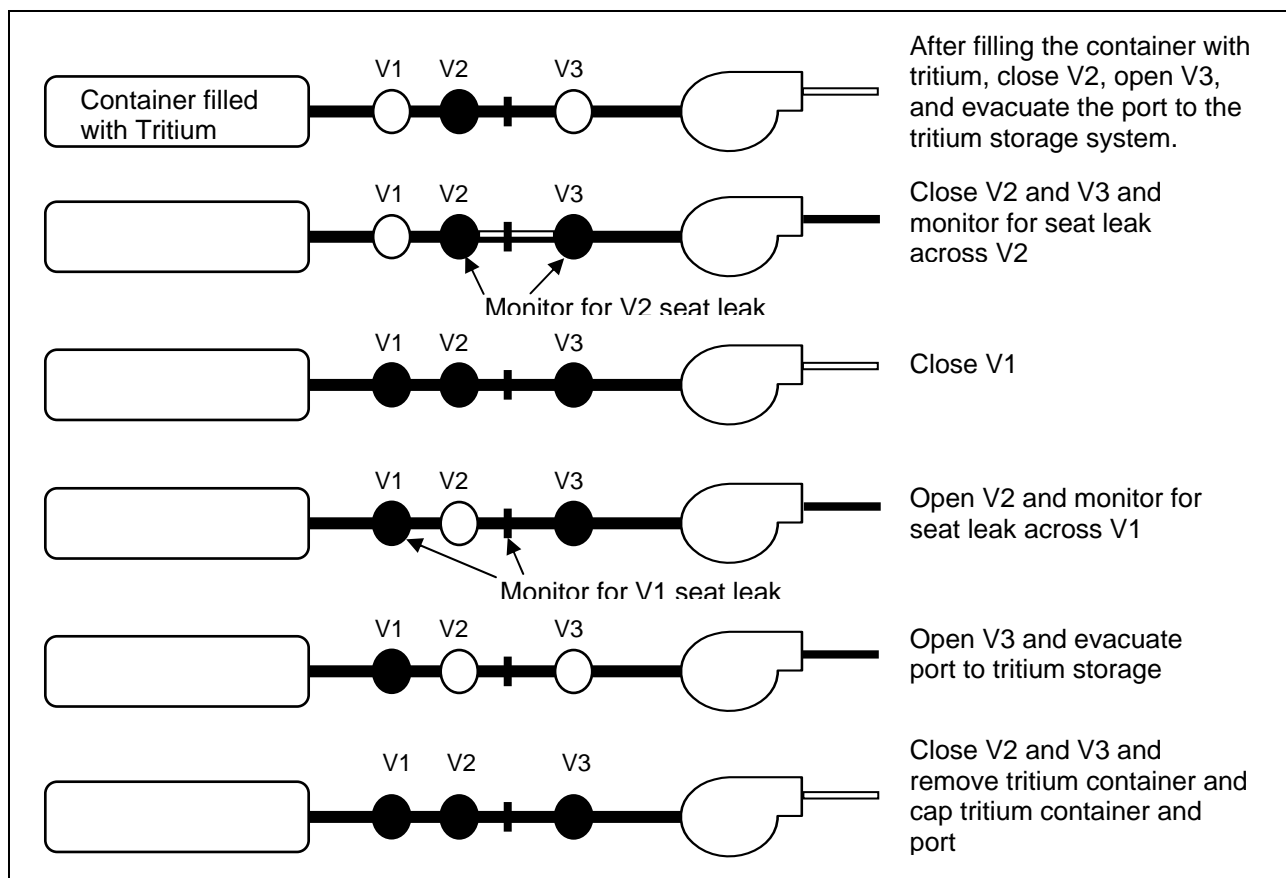 V1 V2 V3
Container filled
with Tritium
After filling the container with
tritium, close V2, open V3,
and evacuate the port to the
tritium storage system.
V1 V2 V3
Close V2 and V3 and
monitor for seat leak
across V2
Monitor for V2 seat leak
V1 V2 V3
Close V1
V1 V2 V3
Open V2 and monitor for
seat leak across V1
Monitor for V1 seat leak
V1 V2 V3
Open V3 and evacuate
port to tritium storage
V1 V2 V3
Close V2 and V3 and
remove tritium container and
cap tritium container and
port